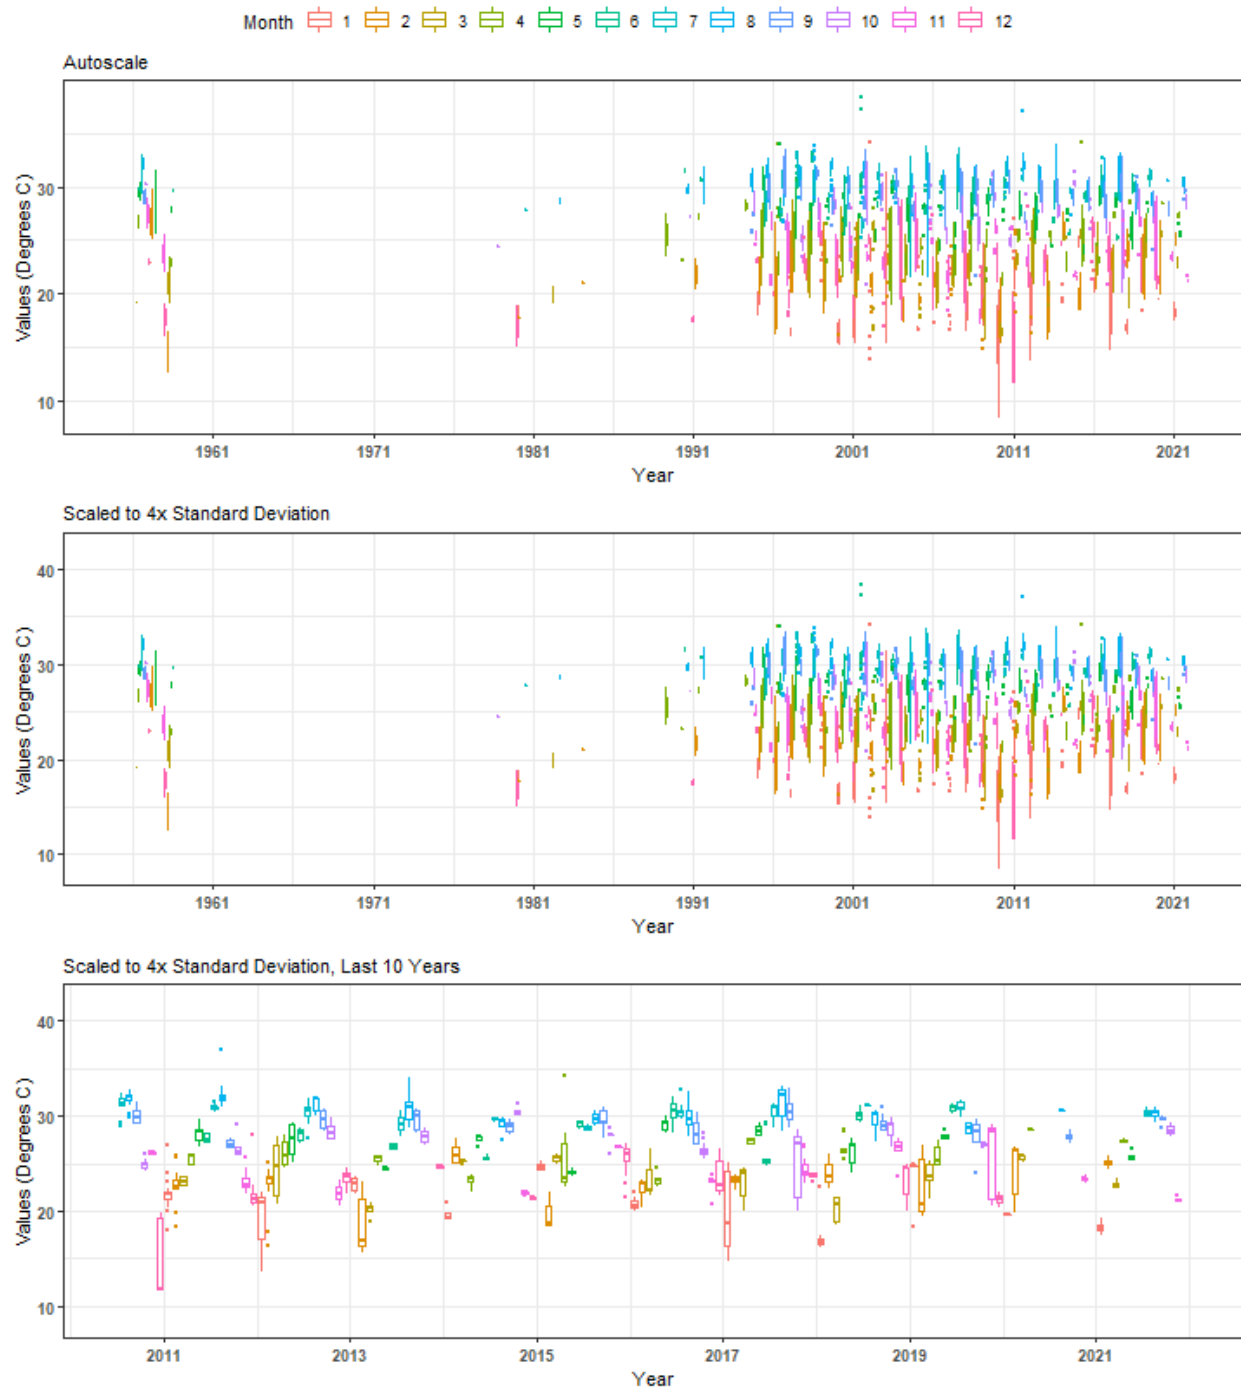 Month 1 2 3 4 5 6 7 8 9 10 11 12
Autoscale
Values (Degrees C)
30
20
10
1961 1971 1981 1991 2001 2011 2021
Year
Scaled to 4x Standard Deviation
Values (Degrees C)
40
30
20
10
1961 1971 1981 1991 2001 2011 2021
Year
Scaled to 4x Standard Deviation, Last 10 Years
Values (Degrees C)
40
30
20
10
2011 2013 2015 2017 2019 2021
Year